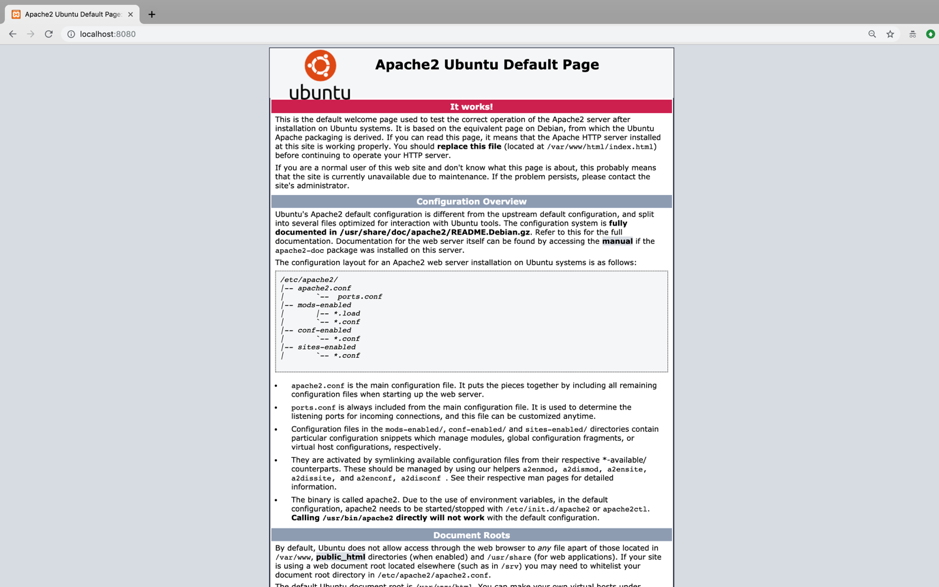 Apache2 Ubuntu Default Page:
localhost:8080
ubuntu
Apache2 Ubuntu Default Page
It works!
This is the default welcome page used to test the correct operation of the Apache2 server after
installation on Ubuntu systems. It is based on the equivalent page on Debian, from which the Ubuntu
Apache packaging is derived. If you can read this page, it means that the Apache HTTP server installed
at this site is working properly. You should replace this file (located at /var/www/html/index.html)
before continuing to operate your HTTP server.
If you are a normal user of this web site and don't know what this page is about, this probably means
that the site is currently unavailable due to maintenance. If the problem persists, please contact the
site's administrator.
Configuration Overview
Ubuntu's Apache2 default configuration is different from the upstream default configuration, and split
into several files optimized for interaction with Ubuntu tools. The configuration system is fully
documented in /usr/share/doc/apache2/README.Debian.gz. Refer to this for the full
documentation. Documentation for the web server itself can be found by accessing the manual if the
apache2-doc package was installed on this server.
The configuration layout for an Apache2 web server installation on Ubuntu systems is as follows:
/etc/apache2/
|-- apache2.conf
|       `--  ports.conf
|-- mods-enabled
|       |-- *.load
|       `-- *.conf
|-- conf-enabled
|       `-- *.conf
|-- sites-enabled
|       `-- *.conf
• apache2.conf is the main configuration file. It puts the pieces together by including all remaining
configuration files when starting up the web server.
• ports.conf is always included from the main configuration file. It is used to determine the
listening ports for incoming connections, and this file can be customized anytime.
• Configuration files in the mods-enabled/, conf-enabled/ and sites-enabled/ directories contain
particular configuration snippets which manage modules, global configuration fragments, or
virtual host configurations, respectively.
• They are activated by symlinking available configuration files from their respective *-available/
counterparts. These should be managed by using our helpers a2enmod, a2dismod, a2ensite,
a2dissite, and a2enconf, a2disconf . See their respective man pages for detailed
information.
• The binary is called apache2. Due to the use of environment variables, in the default
configuration, apache2 needs to be started/stopped with /etc/init.d/apache2 or apache2ctl.
Calling /usr/bin/apache2 directly will not work with the default configuration.
Document Roots
By default, Ubuntu does not allow access through the web browser to any file apart of those located in
/var/www, public_html directories (when enabled) and /usr/share (for web applications). If your site
is using a web document root located elsewhere (such as in /srv) you may need to whitelist your
document root directory in /etc/apache2/apache2.conf.
The default Ubuntu document root is /var/www/html. You can make your own virtual hosts under